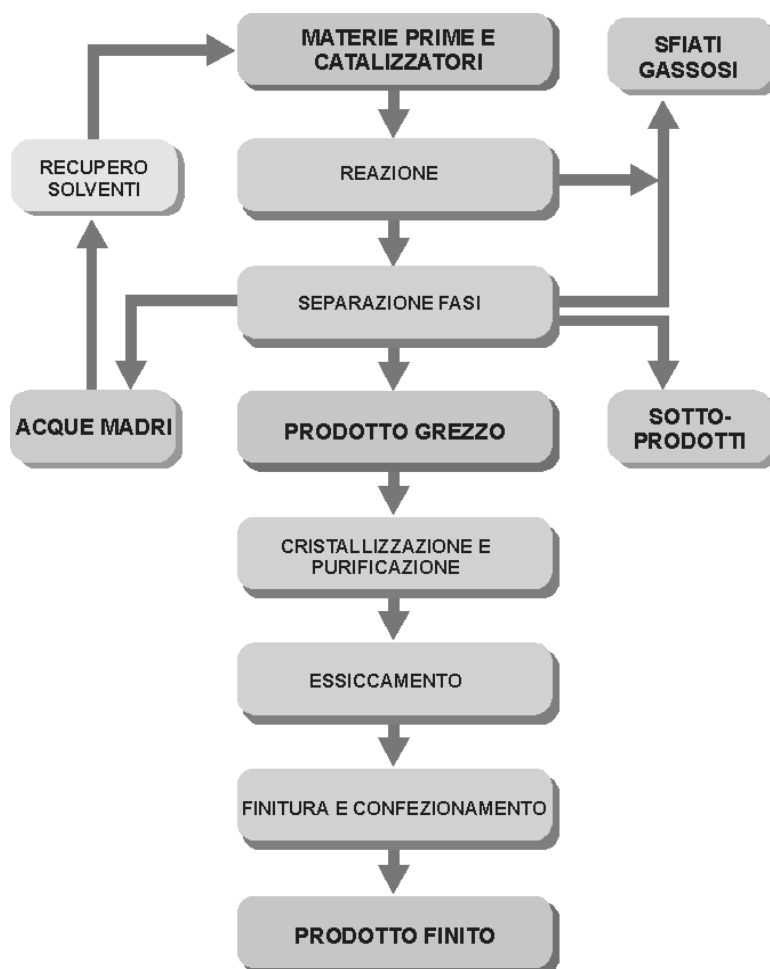 MATERIE PRIME E
CATALIZZATORI
SFIATI
GASSOSI
RECUPERO
SOLVENTI
REAZIONE
SEPARAZIONE FASI
ACQUE MADRI
PRODOTTO GREZZO
SOTTO-
PRODOTTI
CRISTALLIZZAZIONE E
PURIFICAZIONE
ESSICCAMENTO
FINITURA E CONFEZIONAMENTO
PRODOTTO FINITO